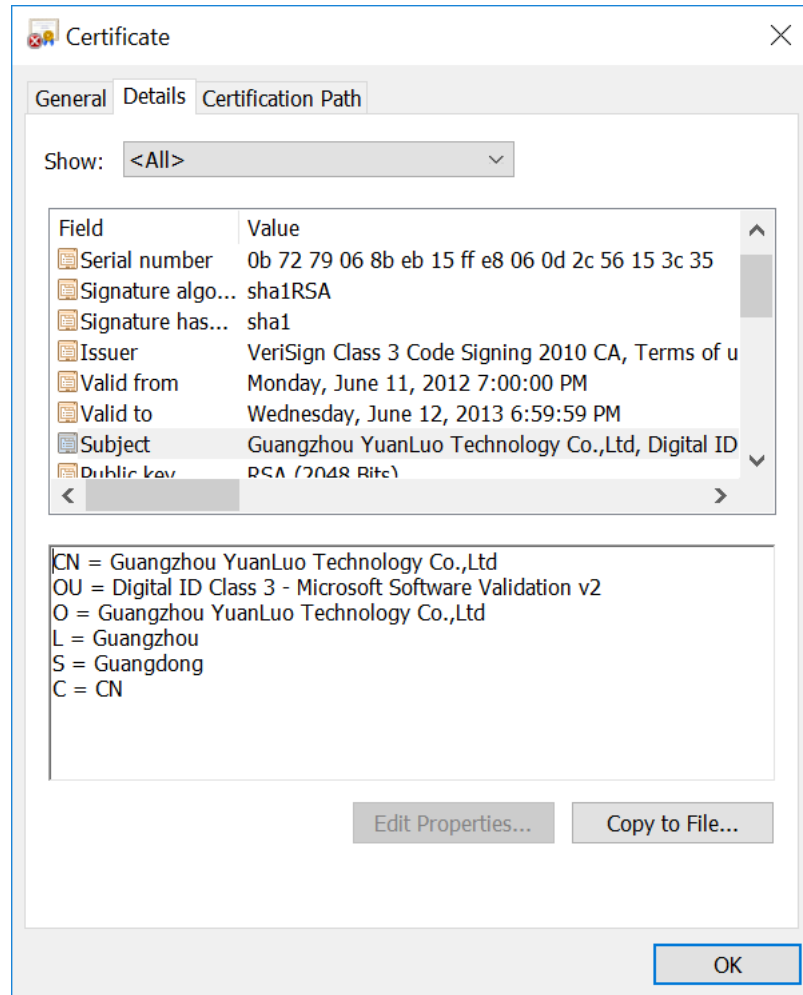 Certificate
General Details Certification Path
Show: <All>
Field Value
Serial number 0b 72 79 06 8b eb 15 ff e8 06 0d 2c 56 15 3c 35
Signature algo... sha1RSA
Signature has... sha1
Issuer VeriSign Class 3 Code Signing 2010 CA, Terms of u
Valid from Monday, June 11, 2012 7:00:00 PM
Valid to Wednesday, June 12, 2013 6:59:59 PM
Subject Guangzhou YuanLuo Technology Co.,Ltd, Digital ID
Public key RSA (2048 Bits)
CN = Guangzhou YuanLuo Technology Co.,Ltd
OU = Digital ID Class 3 - Microsoft Software Validation v2
O = Guangzhou YuanLuo Technology Co.,Ltd
L = Guangzhou
S = Guangdong
C = CN
Edit Properties... Copy to File...
OK